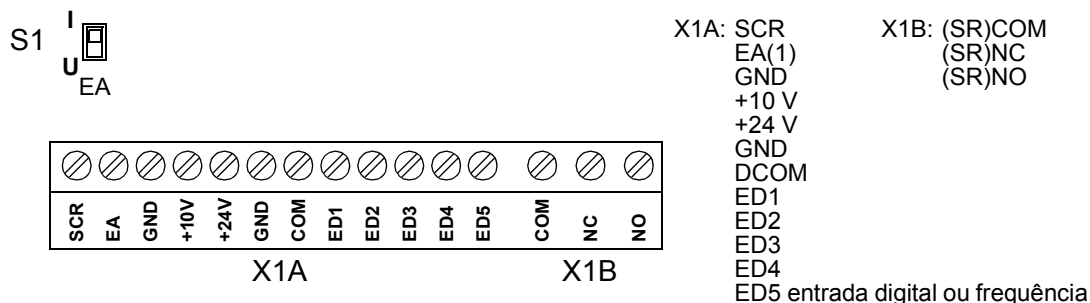 I
S1
U
EA
X1A: SCR
EA(1)
GND
+10 V
+24 V
GND
DCOM
ED1
ED2
ED3
ED4
ED5 entrada digital ou frequência
X1B: (SR)COM
(SR)NC
(SR)NO
SCR EA GND +10V +24V GND COM ED1 ED2 ED3 ED4 ED5 COM NC NO
X1A X1B